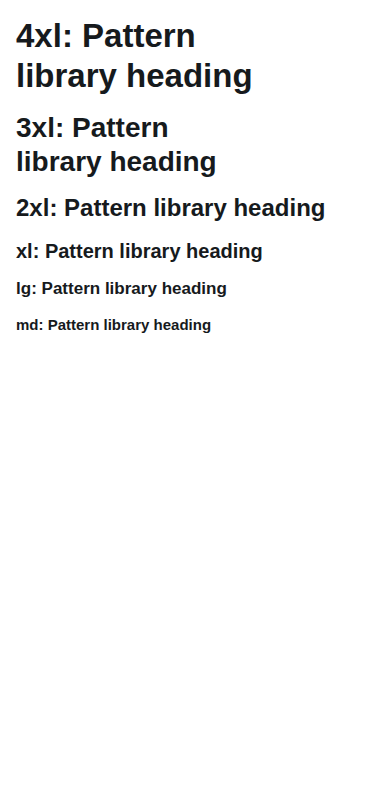 4xl: Pattern
library heading
3xl: Pattern
library heading
2xl: Pattern library heading
xl: Pattern library heading
lg: Pattern library heading
md: Pattern library heading